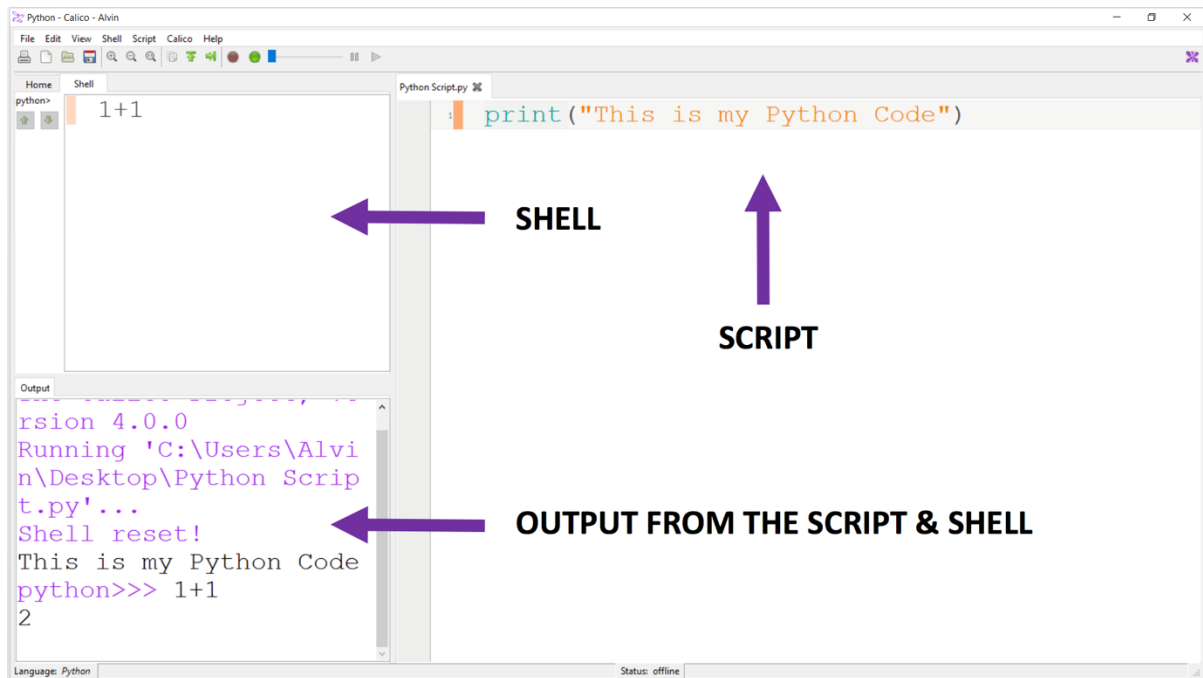 Python - Calico - Alvin
File Edit View Shell Script Calico Help
Home Shell
python>
1+1
Python Script.py
1 print("This is my Python Code")
SHELL
SCRIPT
Output
rsion 4.0.0
Running 'C:\Users\Alvi
n\Desktop\Python Scrip
t.py'...
Shell reset!
This is my Python Code
python>>> 1+1
2
OUTPUT FROM THE SCRIPT & SHELL
Language: Python
Status: offline